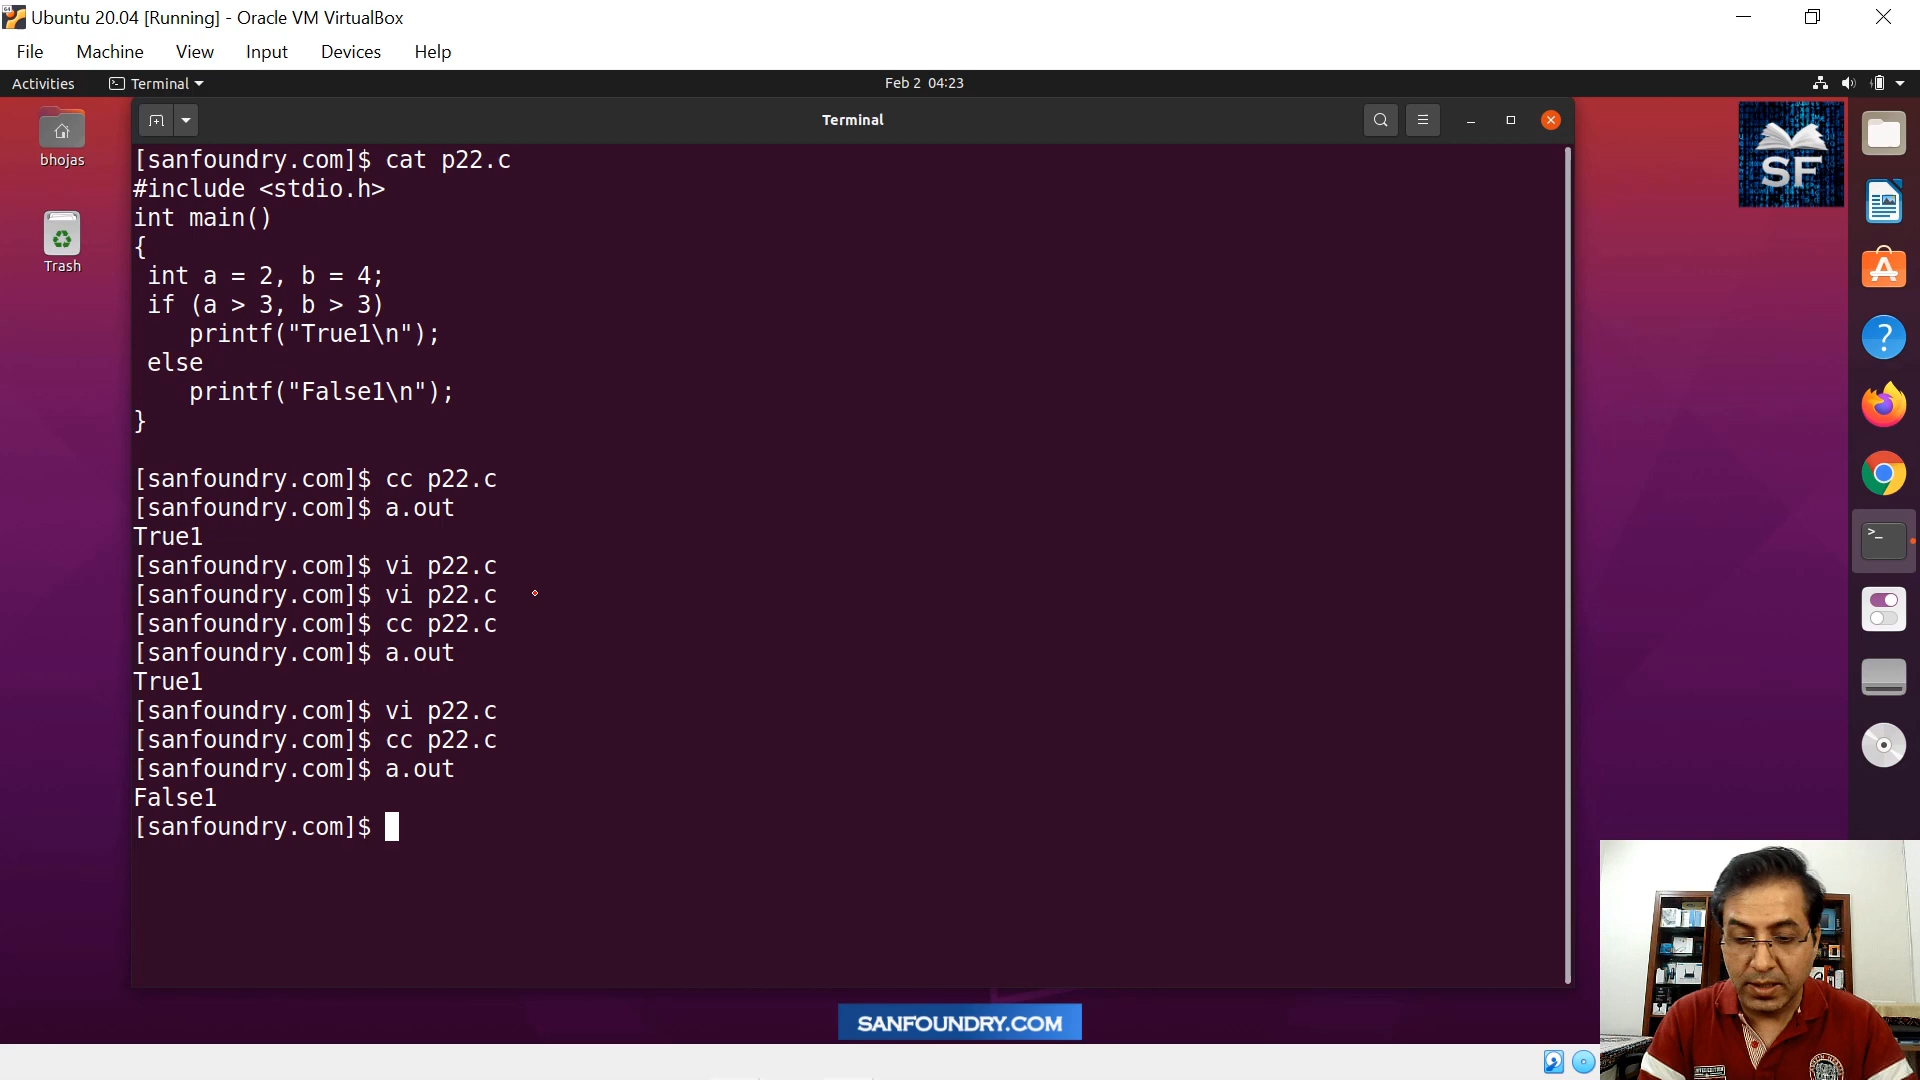 Ubuntu 20.04 [Running] - Oracle VM VirtualBox
File Machine View Input Devices Help
Activities Terminal Feb 2 04:23
Terminal
bhojas
Trash
[sanfoundry.com]$ cat p22.c
#include <stdio.h>
int main()
{
 int a = 2, b = 4;
 if (a > 3, b > 3)
    printf("True1\n");
 else
    printf("False1\n");
}
[sanfoundry.com]$ cc p22.c
[sanfoundry.com]$ a.out
True1
[sanfoundry.com]$ vi p22.c
[sanfoundry.com]$ vi p22.c
[sanfoundry.com]$ cc p22.c
[sanfoundry.com]$ a.out
True1
[sanfoundry.com]$ vi p22.c
[sanfoundry.com]$ cc p22.c
[sanfoundry.com]$ a.out
False1
[sanfoundry.com]$
SF
SANFOUNDRY.COM